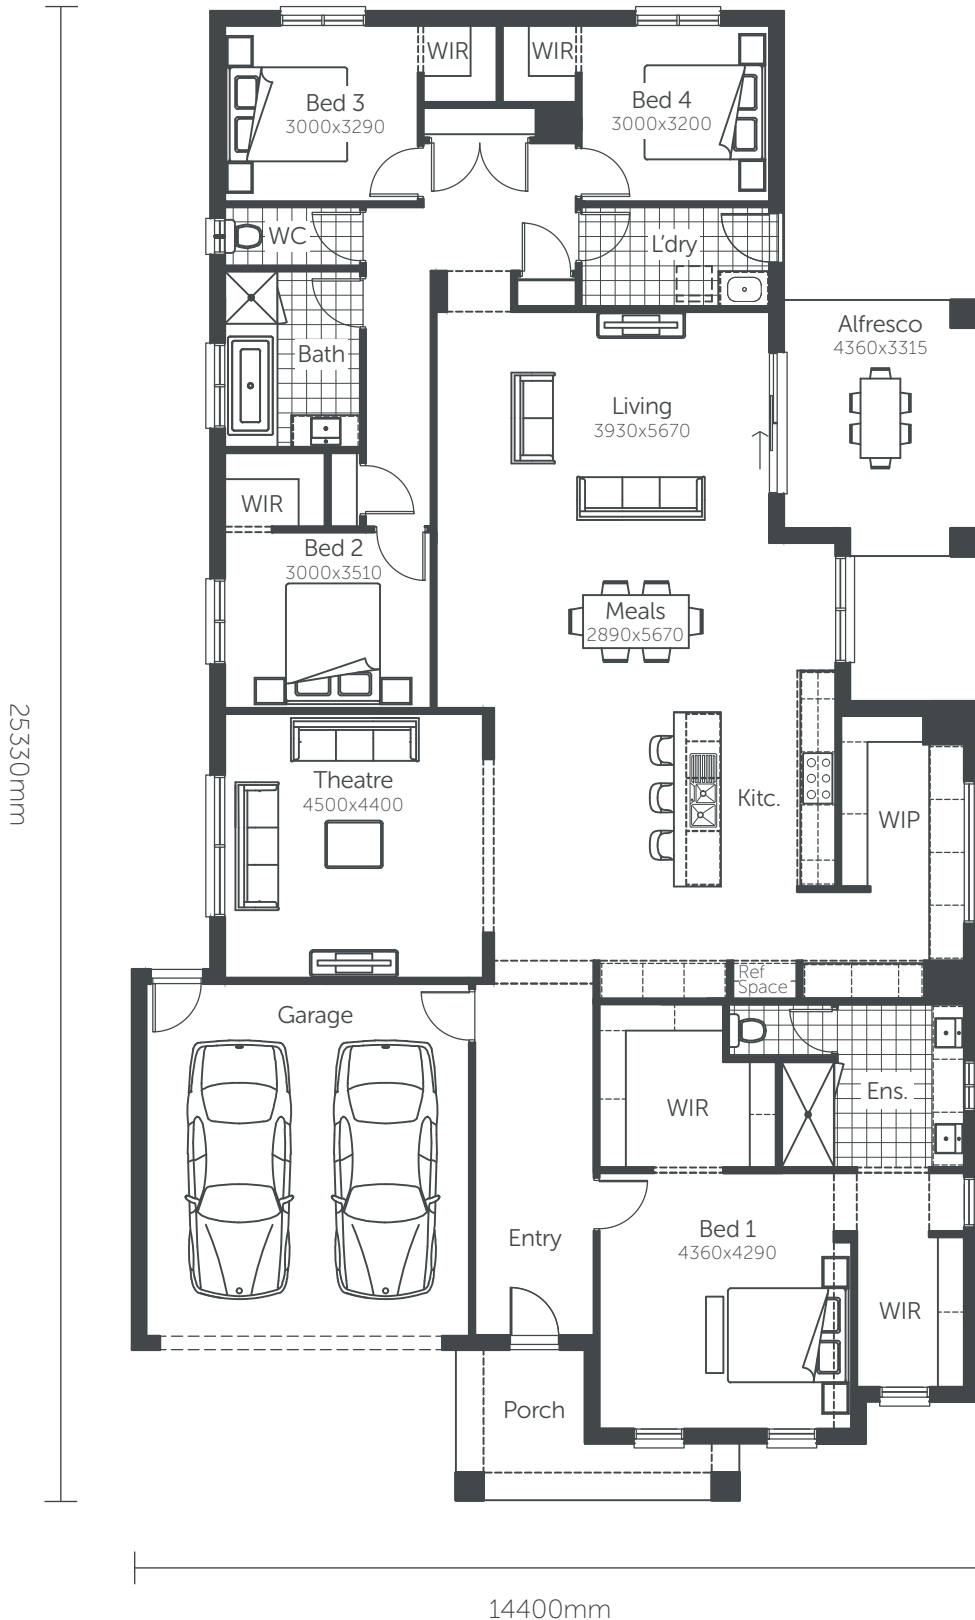 WIR
WIR
Bed 3
3000x3290
Bed 4
3000x3200
WC
L'dry
Alfresco
4360x3315
Bath
Living
3930x5670
WIR
Bed 2
3000x3510
Meals
2890x5670
25330mm
Theatre
4500x4400
Kitc.
WIP
Ref
Space
Garage
Ens.
WIR
Entry
Bed 1
4360x4290
WIR
Porch
14400mm